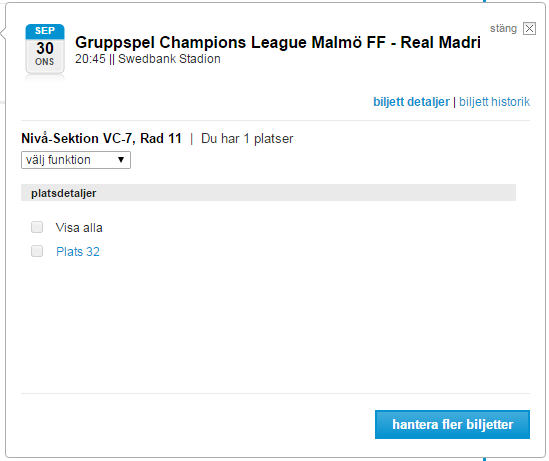 stäng
SEP
30
ONS
Gruppspel Champions League Malmö FF - Real Madri
20:45 || Swedbank Stadion
biljett detaljer | biljett historik
Nivå-Sektion VC-7, Rad 11 | Du har 1 platser
välj funktion
platsdetaljer
Visa alla
Plats 32
hantera fler biljetter